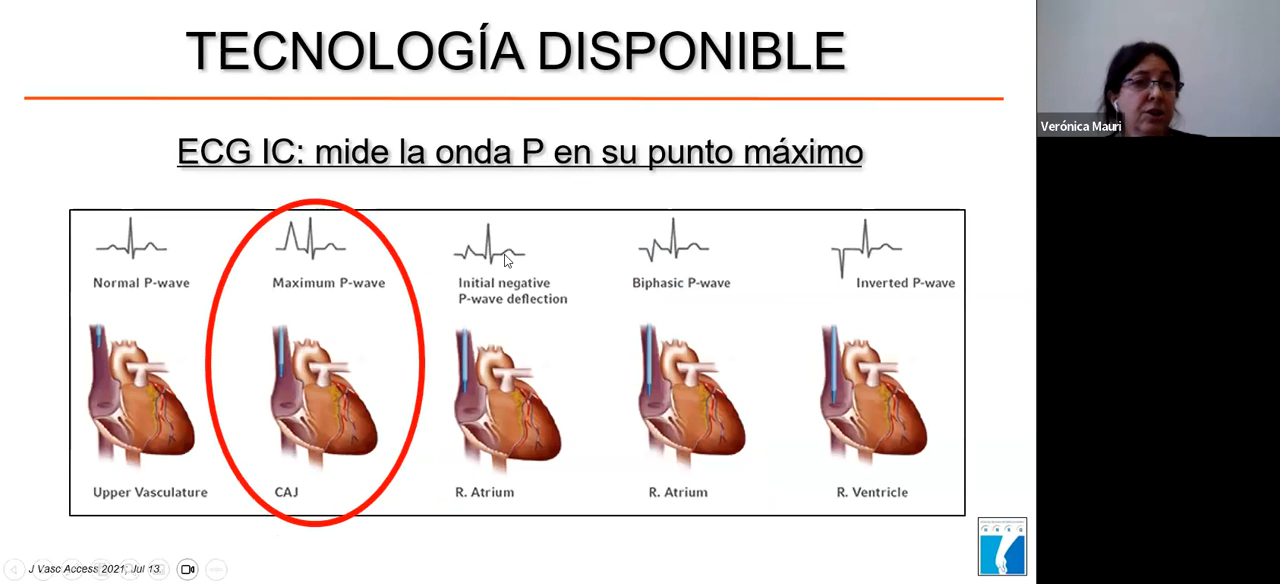 TECNOLOGÍA DISPONIBLE
Verónica Mauri
ECG IC: mide la onda P en su punto máximo
Normal P-wave
Maximum P-wave
Initial negative
P-wave deflection
Biphasic P-wave
Inverted P-wave
Upper Vasculature
CAJ
R. Atrium
R. Atrium
R. Ventricle
J Vasc Access 2021, Jul 13.